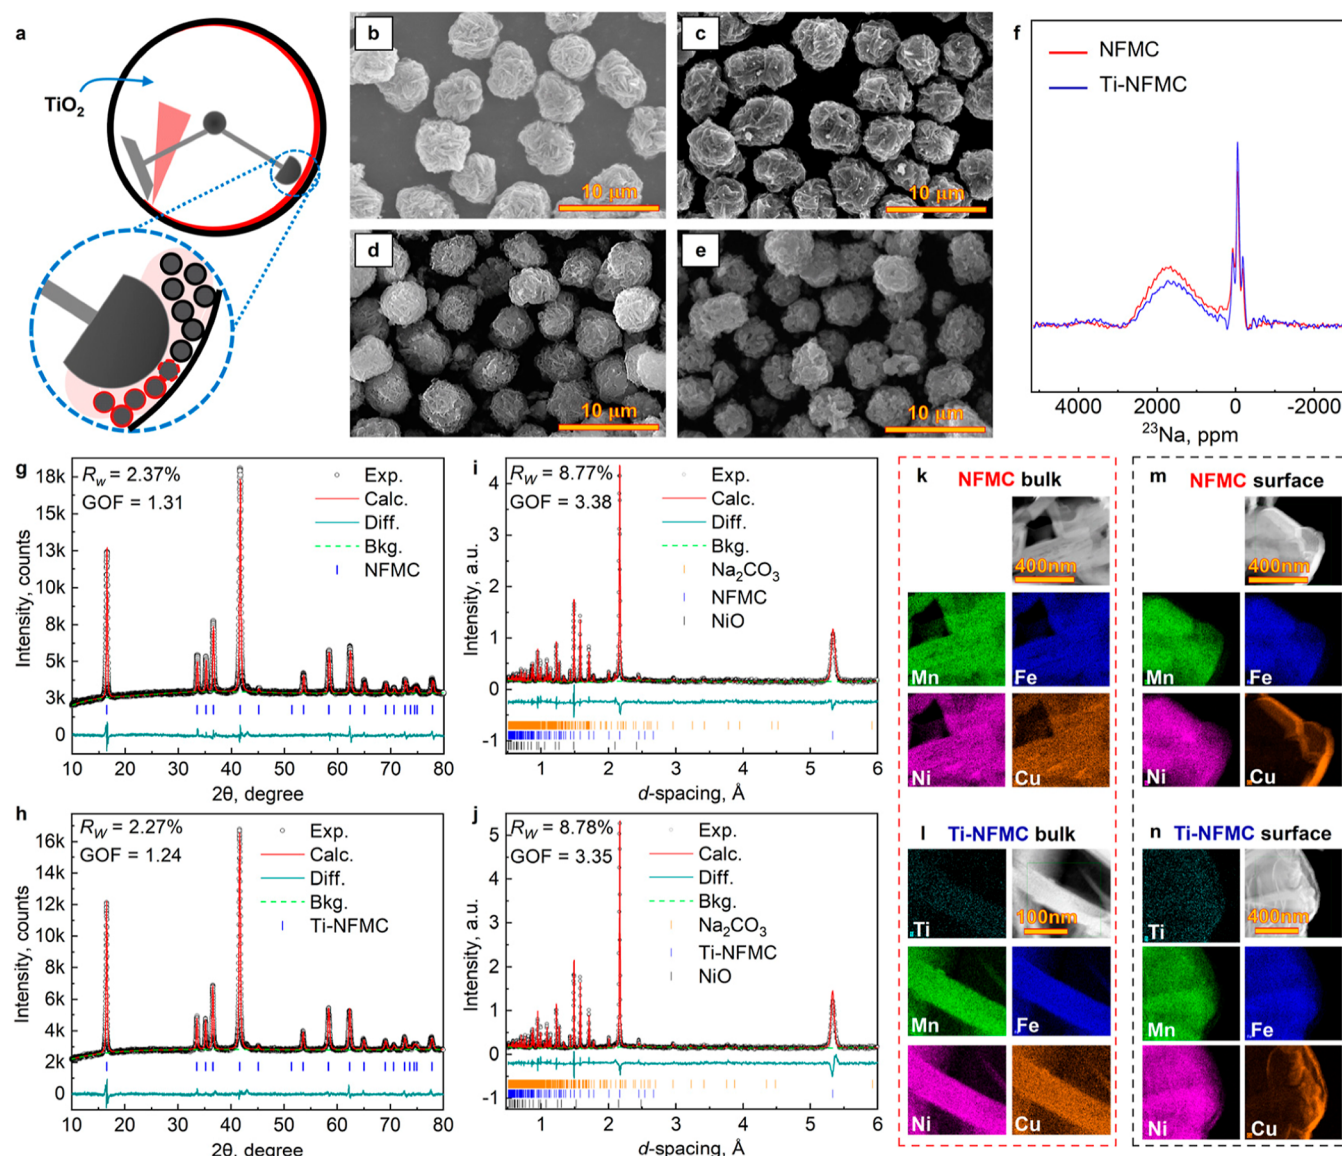 a
TiO2
b
10 μm
c
10 μm
d
10 μm
e
10 μm
f
NFMC
Ti-NFMC
4000 2000 0 -2000
23Na, ppm
g
Rw = 2.37%
GOF = 1.31
Exp.
Calc.
Diff.
Bkg.
NFMC
18k
15k
13k
10k
8k
5k
3k
0
Intensity, counts
10 20 30 40 50 60 70 80
2θ, degree
h
RW = 2.27%
GOF = 1.24
Exp.
Calc.
Diff.
Bkg.
Ti-NFMC
16k
14k
12k
10k
8k
6k
4k
2k
0
Intensity, counts
10 20 30 40 50 60 70 80
2θ, degree
i
RW = 8.77%
GOF = 3.38
Exp.
Calc.
Diff.
Bkg.
Na2CO3
NFMC
NiO
4
3
2
1
0
-1
Intensity, a.u.
1 2 3 4 5 6
d-spacing, Å
j
RW = 8.78%
GOF = 3.35
Exp.
Calc.
Diff.
Bkg.
Na2CO3
Ti-NFMC
NiO
5
4
3
2
1
0
-1
Intensity, a.u.
1 2 3 4 5 6
d-spacing, Å
k NFMC bulk
400nm
Mn Fe
Ni Cu
l Ti-NFMC bulk
Ti 100nm
Mn Fe
Ni Cu
m NFMC surface
400nm
Mn Fe
Ni Cu
n Ti-NFMC surface
Ti 400nm
Mn Fe
Ni Cu